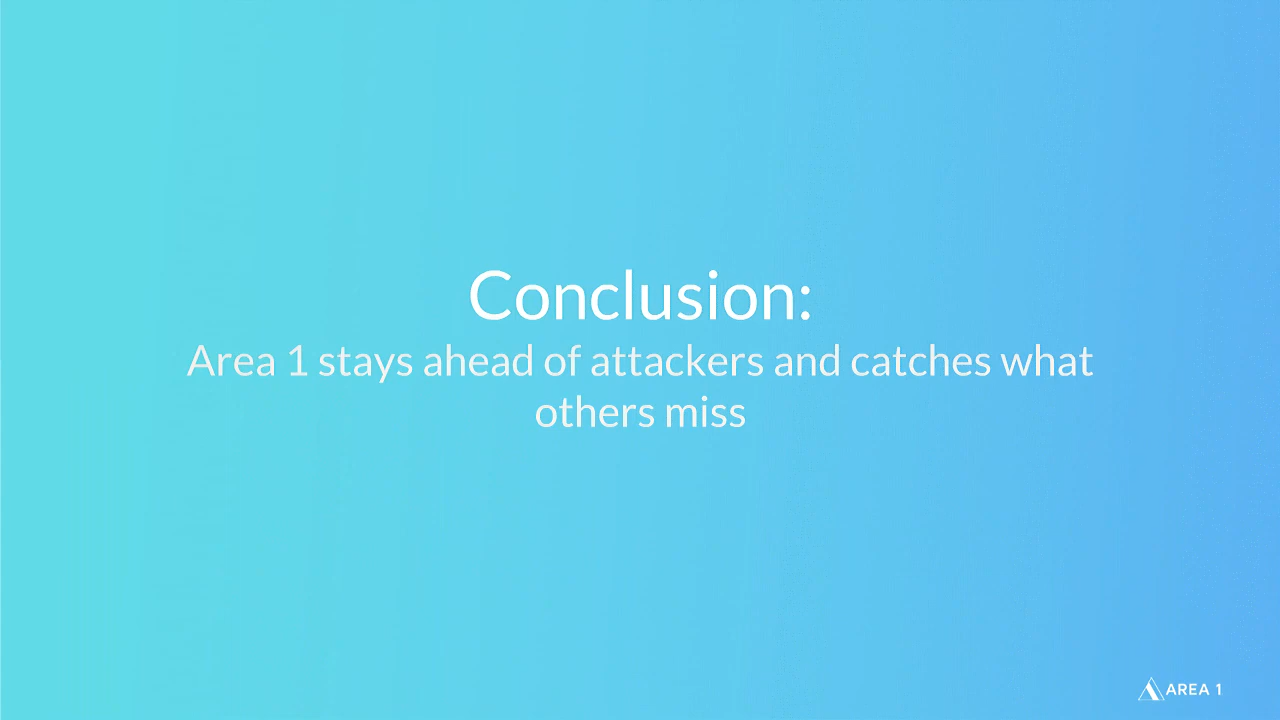 Conclusion:
Area 1 stays ahead of attackers and catches what
others miss
AREA 1